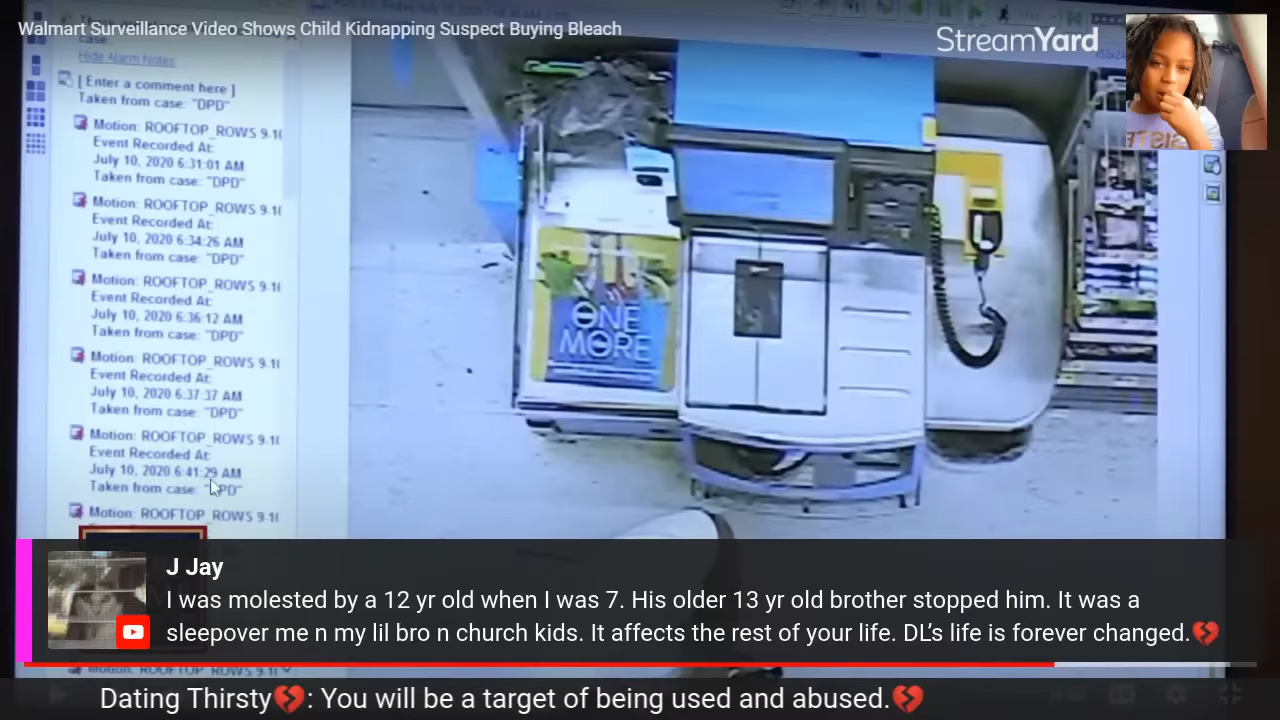 Walmart Surveillance Video Shows Child Kidnapping Suspect Buying Bleach
StreamYard
case.
Hide Alarm Notes
[ Enter a comment here ]
Taken from case: "DPD"
Motion: ROOFTOP_ROWS 9-1
Event Recorded At:
July 10, 2020 6:31:01 AM
Taken from case: "DPD"
Motion: ROOFTOP_ROWS 9-1
Event Recorded At:
July 10, 2020 6:34:26 AM
Taken from case: "DPD"
Motion: ROOFTOP_ROWS 9-1
Event Recorded At:
July 10, 2020 6:36:12 AM
Taken from case: "DPD"
Motion: ROOFTOP_ROWS 9-1
Event Recorded At:
July 10, 2020 6:37:37 AM
Taken from case: "DPD"
Motion: ROOFTOP_ROWS 9-1
Event Recorded At:
July 10, 2020 6:41:29 AM
Taken from case: "DPD"
Motion: ROOFTOP_ROWS 9-1
ONE
MORE
J Jay
I was molested by a 12 yr old when I was 7. His older 13 yr old brother stopped him. It was a
sleepover me n my lil bro n church kids. It affects the rest of your life. DL’s life is forever changed.💔
Motion: ROOFTOP_ROWS 9-1
Dating Thirsty💔: You will be a target of being used and abused.💔